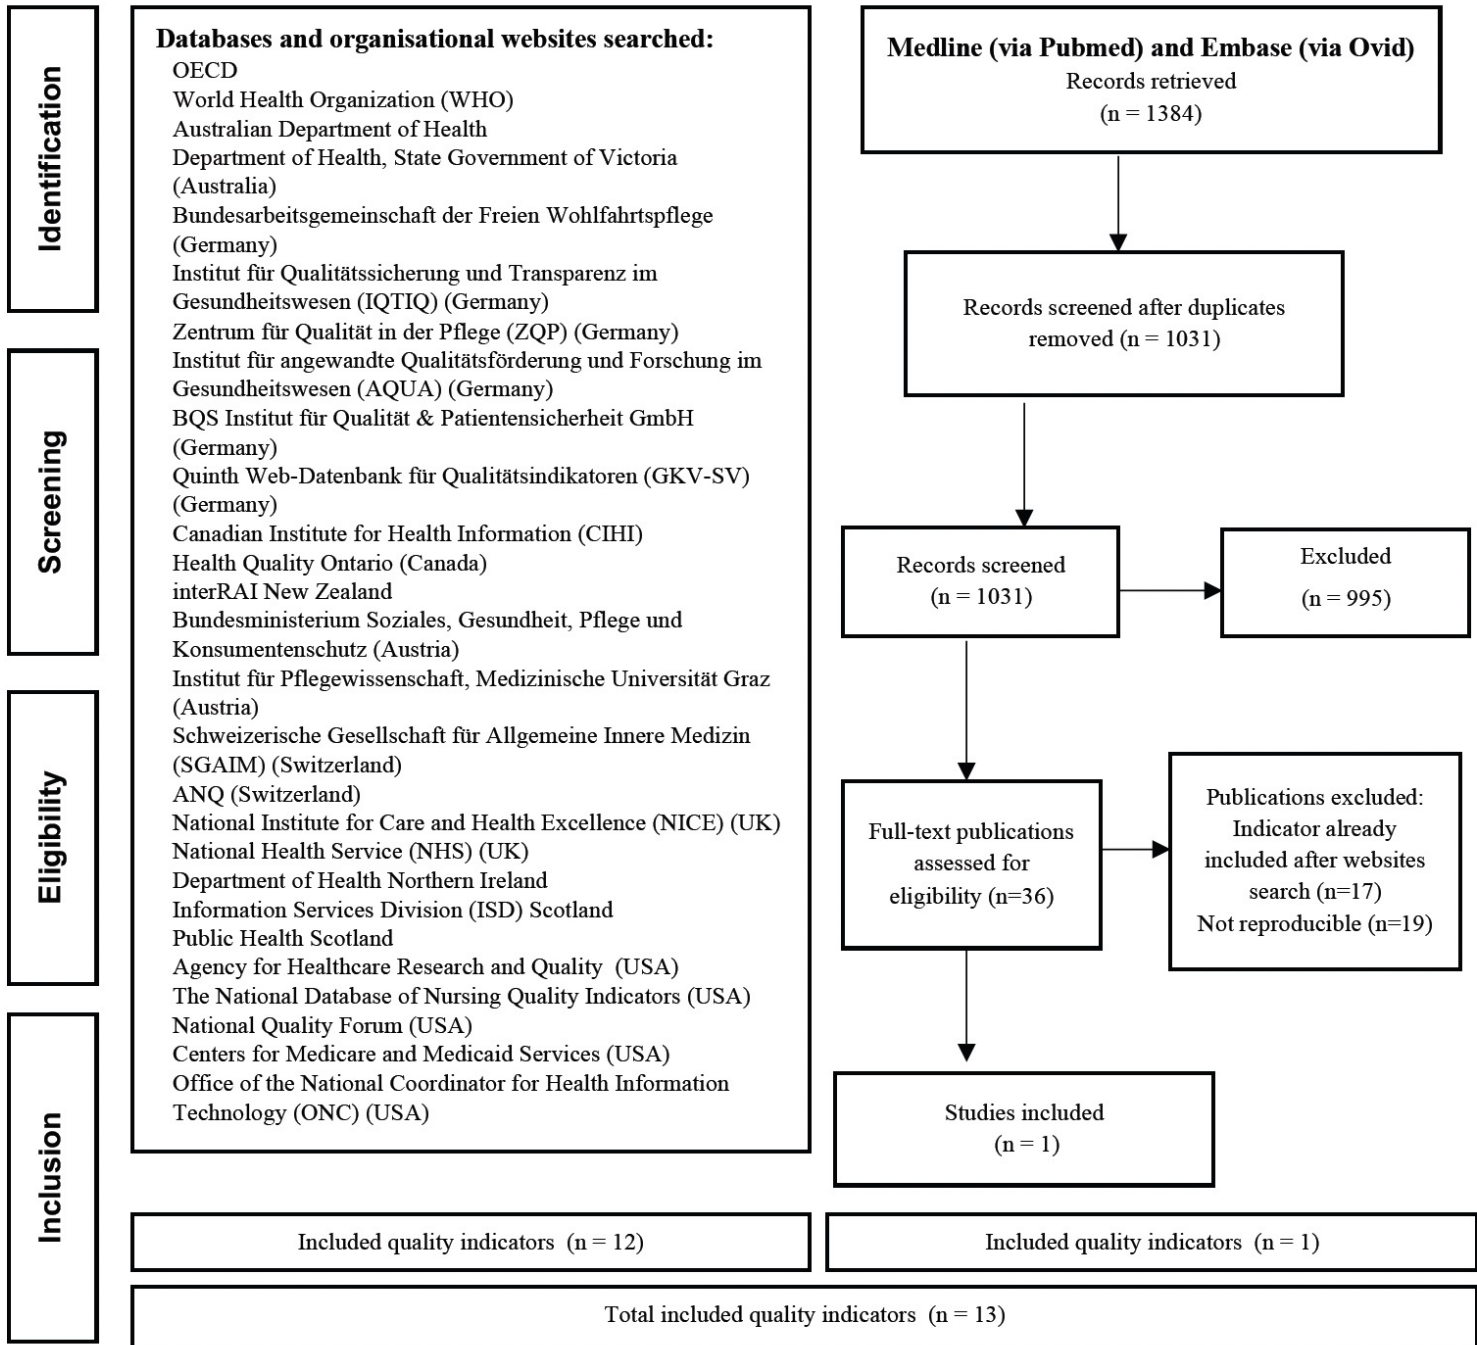 Identification
Screening
Eligibility
Inclusion
Databases and organisational websites searched:
OECD
World Health Organization (WHO)
Australian Department of Health
Department of Health, State Government of Victoria
(Australia)
Bundesarbeitsgemeinschaft der Freien Wohlfahrtspflege
(Germany)
Institut für Qualitätssicherung und Transparenz im
Gesundheitswesen (IQTIQ) (Germany)
Zentrum für Qualität in der Pflege (ZQP) (Germany)
Institut für angewandte Qualitätsförderung und Forschung im
Gesundheitswesen (AQUA) (Germany)
BQS Institut für Qualität & Patientensicherheit GmbH
(Germany)
Quinth Web-Datenbank für Qualitätsindikatoren (GKV-SV)
(Germany)
Canadian Institute for Health Information (CIHI)
Health Quality Ontario (Canada)
interRAI New Zealand
Bundesministerium Soziales, Gesundheit, Pflege und
Konsumentenschutz (Austria)
Institut für Pflegewissenschaft, Medizinische Universität Graz
(Austria)
Schweizerische Gesellschaft für Allgemeine Innere Medizin
(SGAIM) (Switzerland)
ANQ (Switzerland)
National Institute for Care and Health Excellence (NICE) (UK)
National Health Service (NHS) (UK)
Department of Health Northern Ireland
Information Services Division (ISD) Scotland
Public Health Scotland
Agency for Healthcare Research and Quality (USA)
The National Database of Nursing Quality Indicators (USA)
National Quality Forum (USA)
Centers for Medicare and Medicaid Services (USA)
Office of the National Coordinator for Health Information
Technology (ONC) (USA)
Medline (via Pubmed) and Embase (via Ovid)
Records retrieved
(n = 1384)
Records screened after duplicates
removed (n = 1031)
Records screened
(n = 1031)
Excluded
(n = 995)
Full-text publications
assessed for
eligibility (n=36)
Publications excluded:
Indicator already
included after websites
search (n=17)
Not reproducible (n=19)
Studies included
(n = 1)
Included quality indicators (n = 12)
Included quality indicators (n = 1)
Total included quality indicators (n = 13)